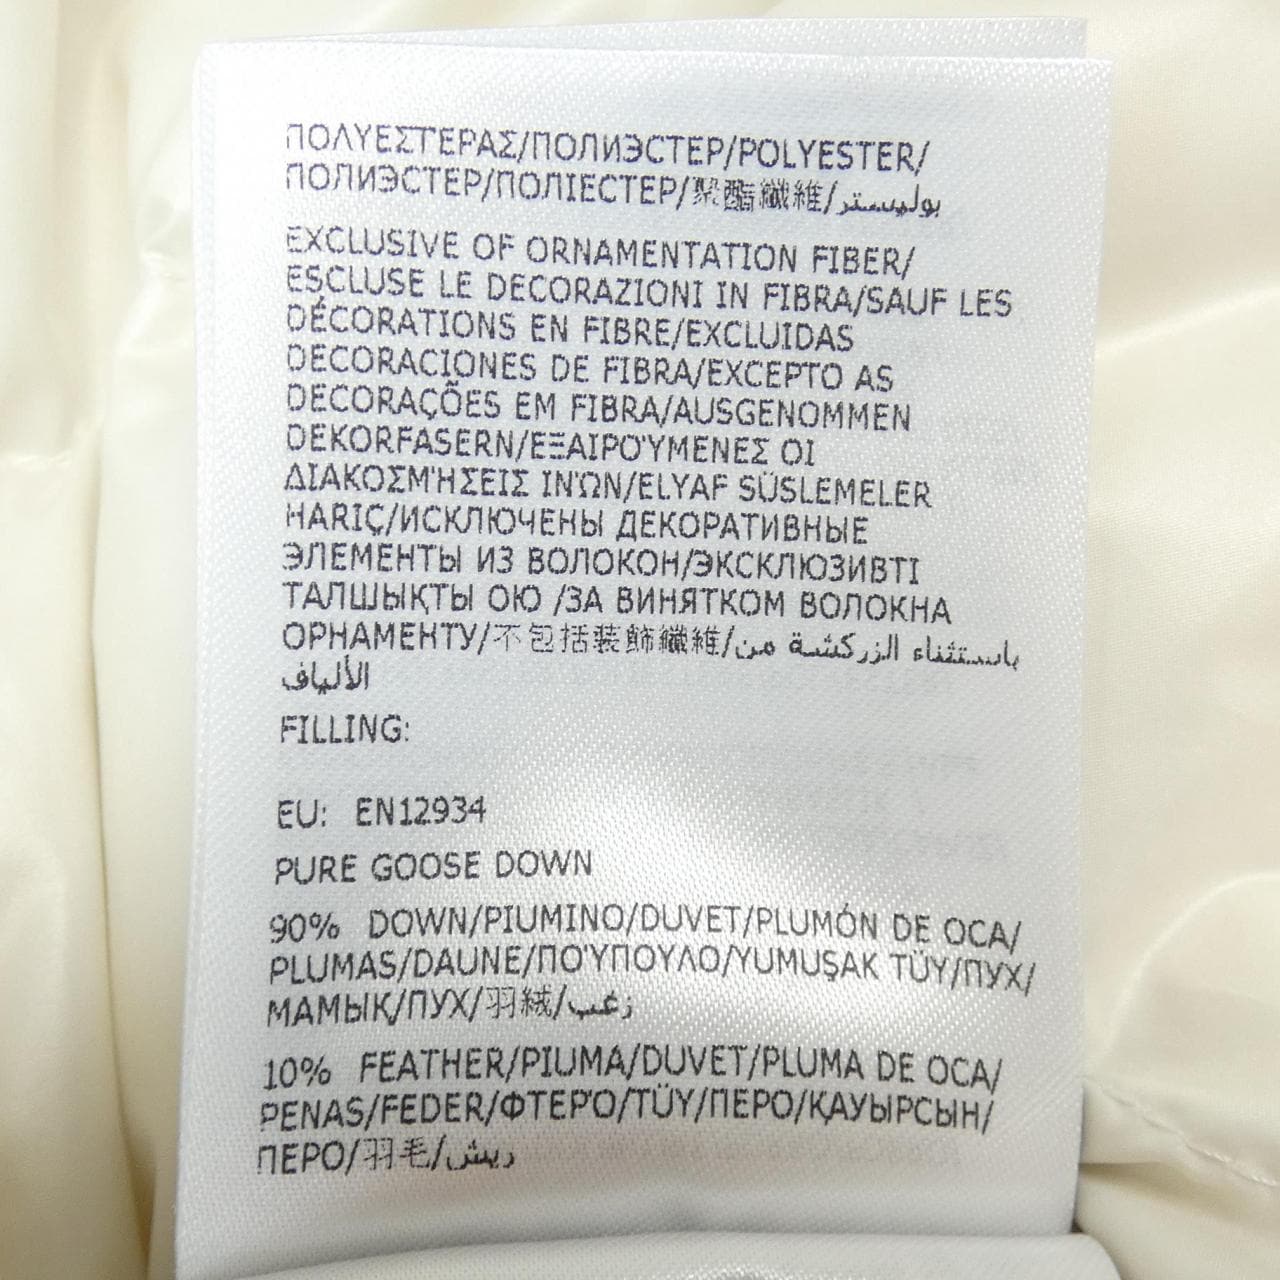 ΠΟΛΥΕΣΤΕΡΑΣ/ПОЛИЭСТЕР/POLYESTER/
ПОЛИЭСТЕР/ПОЛІЕСТЕР/聚酯纖維/بوليستر
EXCLUSIVE OF ORNAMENTATION FIBER/
ESCLUSE LE DECORAZIONI IN FIBRA/SAUF LES
DÉCORATIONS EN FIBRE/EXCLUIDAS
DECORACIONES DE FIBRA/EXCEPTO AS
DECORAÇÕES EM FIBRA/AUSGENOMMEN
DEKORFASERN/ΕΞΑΙΡΟΎΜΕΝΕΣ ΟΙ
ΔΙΑΚΟΣΜΉΣΕΙΣ ΙΝΏΝ/ELYAF SÜSLEMELER
HARIÇ/ИСКЛЮЧЕНЫ ДЕКОРАТИВНЫЕ
ЭЛЕМЕНТЫ ИЗ ВОЛОКОН/ЭКСКЛЮЗИВТІ
ТАЛШЫҚТЫ ОЮ /ЗА ВИНЯТКОМ ВОЛОКНА
ОРНАМЕНТУ/不包括裝飾纖維/باستثناء الزركشة من
الألياف
FILLING:
EU: EN12934
PURE GOOSE DOWN
90% DOWN/PIUMINO/DUVET/PLUMÓN DE OCA/
PLUMAS/DAUNE/ΠΟΎΠΟΥΛΟ/YUMUŞAK TÜY/ПУХ/
МАМЫҚ/ПУХ/羽絨/زغب
10% FEATHER/PIUMA/DUVET/PLUMA DE OCA/
PENAS/FEDER/ΦΤΕΡΌ/TÜY/ПЕРО/ҚАУЫРСЫН/
ПЕРО/羽毛/ريش